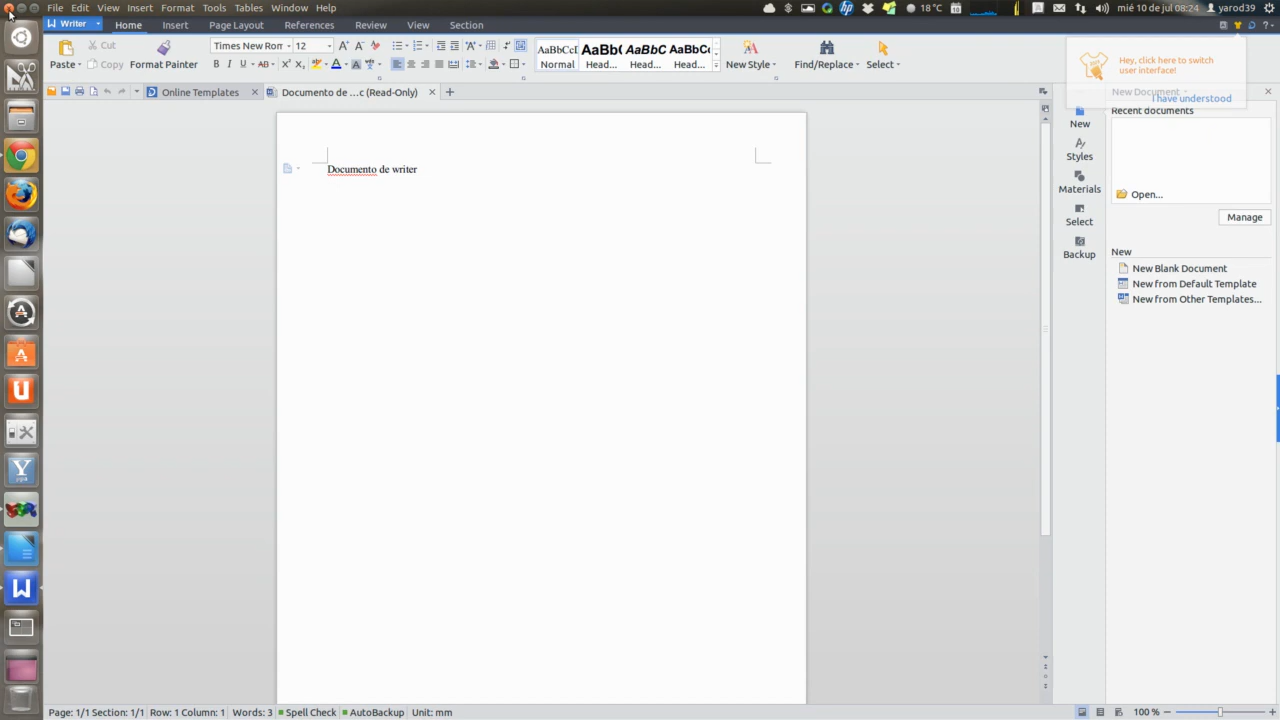 File Edit View Insert Format Tools Tables Window Help
18°C
mié 10 de jul 08:24 yarod39
Writer Home Insert Page Layout References Review View Section
Paste Cut Copy Format Painter
Times New Ron 12
B I U AB X² X₂ A A
AaBbCcI Normal
AaBb( Head...
AaBbC Head...
AaBbC Head...
New Style Find/Replace Select
Hey, click here to switch
user interface!
I have understood
Online Templates
Documento de ...c (Read-Only)
New Document
Documento de writer
New
Styles
Materials
Select
Backup
Recent documents
Open...
Manage
New
New Blank Document
New from Default Template
New from Other Templates...
Page: 1/1 Section: 1/1 Row: 1 Column: 1 Words: 3 Spell Check AutoBackup Unit: mm
100 %